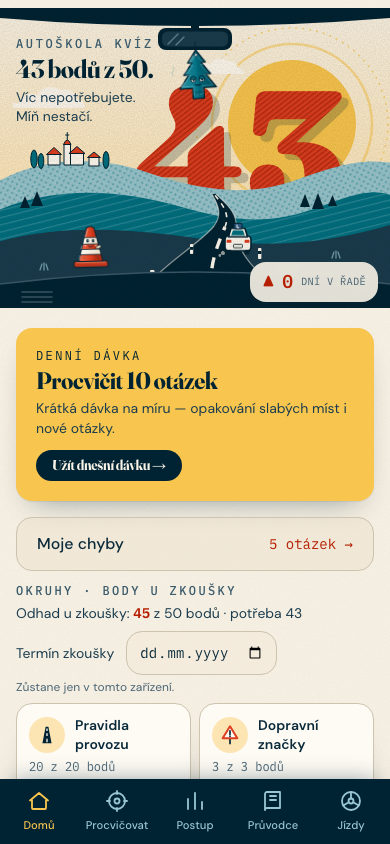 AUTOŠKOLA KVÍZ
43 bodů z 50.
Víc nepotřebujete.
Míň nestačí.
43
▲ 0 DNÍ V ŘADĚ
DENNÍ DÁVKA
Procvičit 10 otázek
Krátká dávka na míru — opakování slabých míst i
nové otázky.
Užít dnešní dávku →
Moje chyby 5 otázek →
OKRUHY · BODY U ZKOUŠKY
Odhad u zkoušky: 45 z 50 bodů · potřeba 43
Termín zkoušky dd.mm.yyyy
Zůstane jen v tomto zařízení.
Pravidla
provozu
20 z 20 bodů
Dopravní
značky
3 z 3 bodů
Domů Procvičovat Postup Průvodce Jízdy